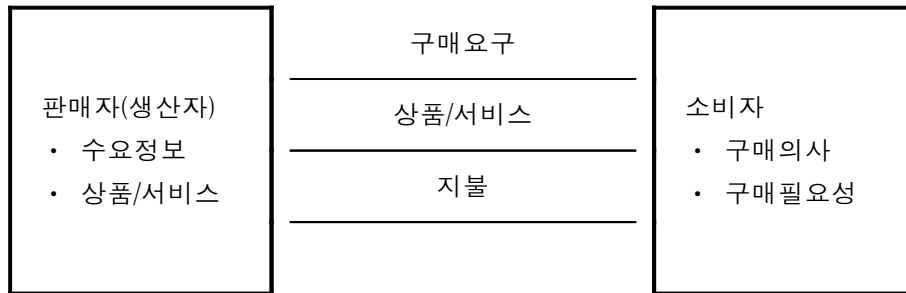 구매요구
판매자(생산자)
• 수요정보
• 상품/서비스
상품/서비스
지불
소비자
• 구매의사
• 구매필요성